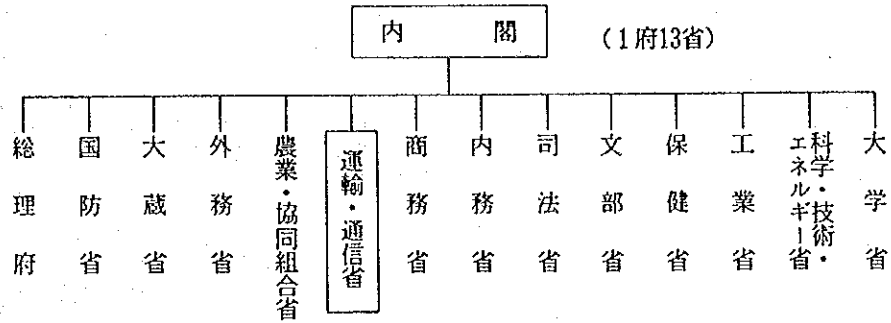 内閣
(1府13省)
総理府
国防省
大蔵省
外務省
農業・協同組合省
運輸・通信省
商務省
内務省
司法省
文部省
保健省
工業省
科学・技術・
エネルギー省
大学省